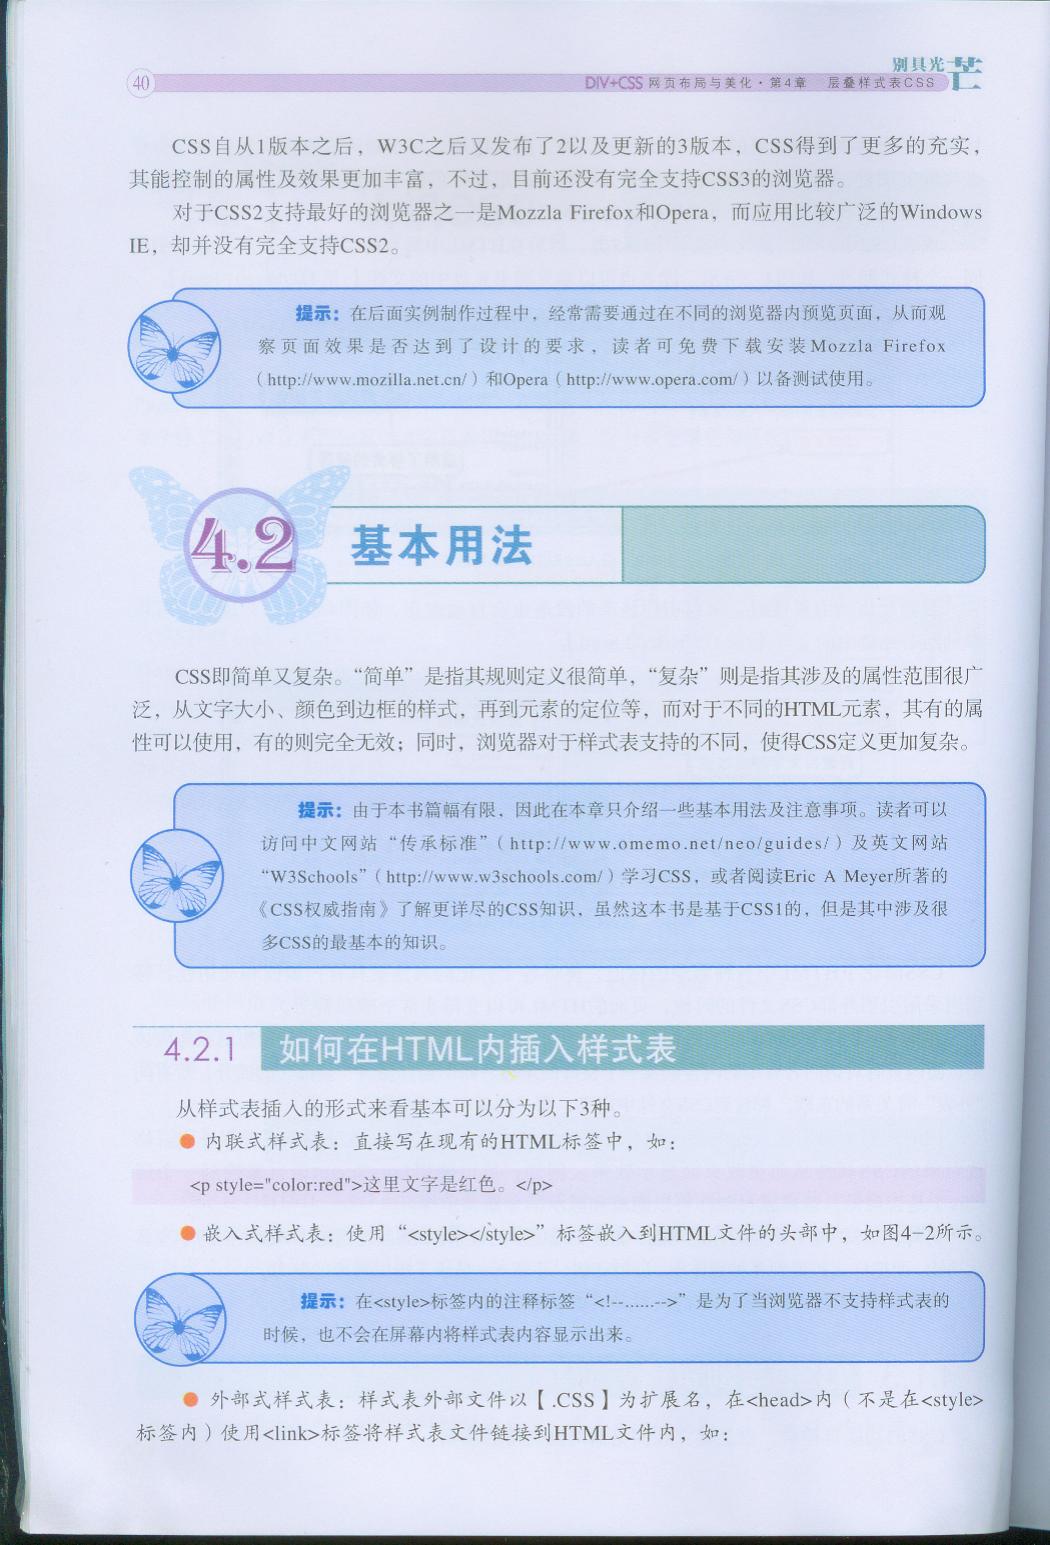 40
别具光芒
DIV+CSS 网页布局与美化·第4章 层叠样式表CSS
CSS自从1版本之后，W3C之后又发布了2以及更新的3版本，CSS得到了更多的充实，
其能控制的属性及效果更加丰富，不过，目前还没有完全支持CSS3的浏览器。
对于CSS2支持最好的浏览器之一是Mozzla Firefox和Opera，而应用比较广泛的Windows
IE，却并没有完全支持CSS2。
提示：在后面实例制作过程中，经常需要通过在不同的浏览器内预览页面，从而观
察页面效果是否达到了设计的要求，读者可免费下载安装Mozzla Firefox
（http://www.mozilla.net.cn/）和Opera（http://www.opera.com/）以备测试使用。
4.2 基本用法
CSS即简单又复杂。“简单”是指其规则定义很简单，“复杂”则是指其涉及的属性范围很广
泛，从文字大小、颜色到边框的样式，再到元素的定位等，而对于不同的HTML元素，其有的属
性可以使用，有的则完全无效；同时，浏览器对于样式表支持的不同，使得CSS定义更加复杂。
提示：由于本书篇幅有限，因此在本章只介绍一些基本用法及注意事项。读者可以
访问中文网站“传承标准”（http://www.omemo.net/neo/guides/）及英文网站
“W3Schools”（http://www.w3schools.com/）学习CSS，或者阅读Eric A Meyer所著的
《CSS权威指南》了解更详尽的CSS知识，虽然这本书是基于CSS1的，但是其中涉及很
多CSS的最基本的知识。
4.2.1 如何在HTML内插入样式表
从样式表插入的形式来看基本可以分为以下3种。
● 内联式样式表：直接写在现有的HTML标签中，如：
<p style="color:red">这里文字是红色。</p>
● 嵌入式样式表：使用“<style></style>”标签嵌入到HTML文件的头部中，如图4-2所示。
提示：在<style>标签内的注释标签“<!--.......-->”是为了当浏览器不支持样式表的
时候，也不会在屏幕内将样式表内容显示出来。
● 外部式样式表：样式表外部文件以【.CSS】为扩展名，在<head>内（不是在<style>
标签内）使用<link>标签将样式表文件链接到HTML文件内，如：